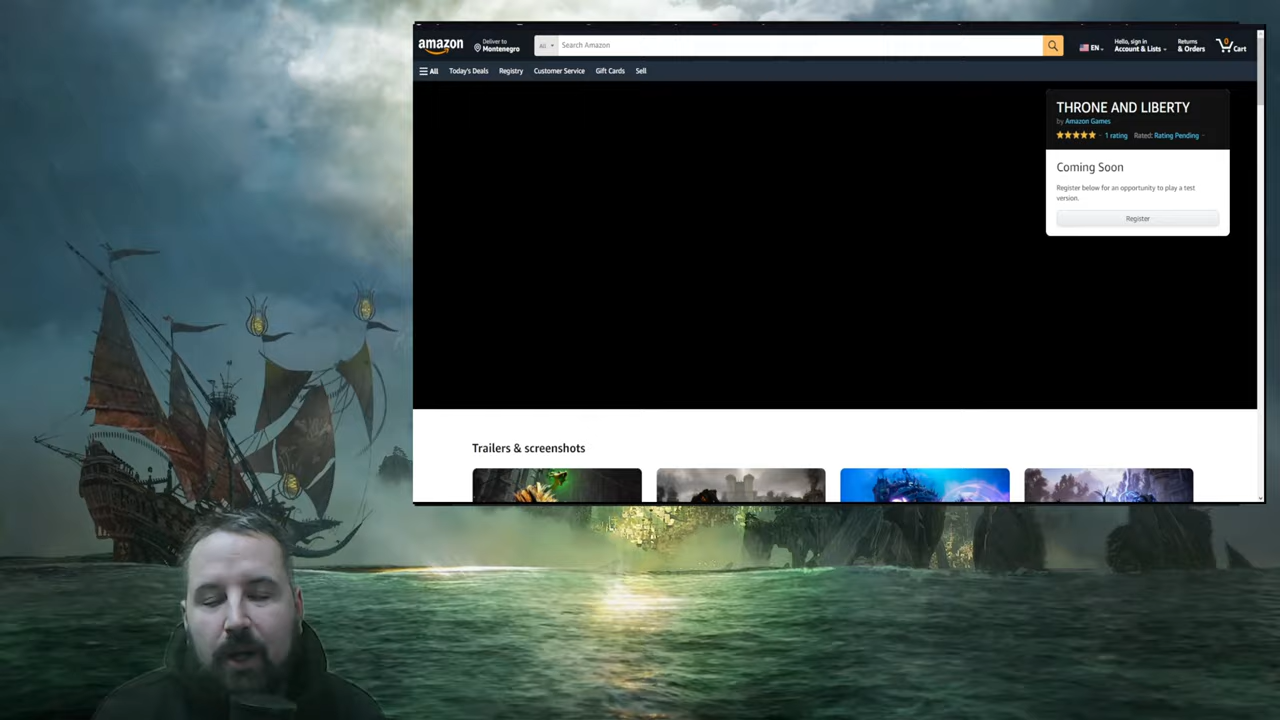 amazon
Deliver to
Montenegro
All
Search Amazon
EN
Hello, sign in
Account & Lists
Returns
& Orders
0
Cart
All
Today's Deals
Registry
Customer Service
Gift Cards
Sell
THRONE AND LIBERTY
by Amazon Games
1 rating Rated: Rating Pending
Coming Soon
Register below for an opportunity to play a test
version.
Register
Trailers & screenshots